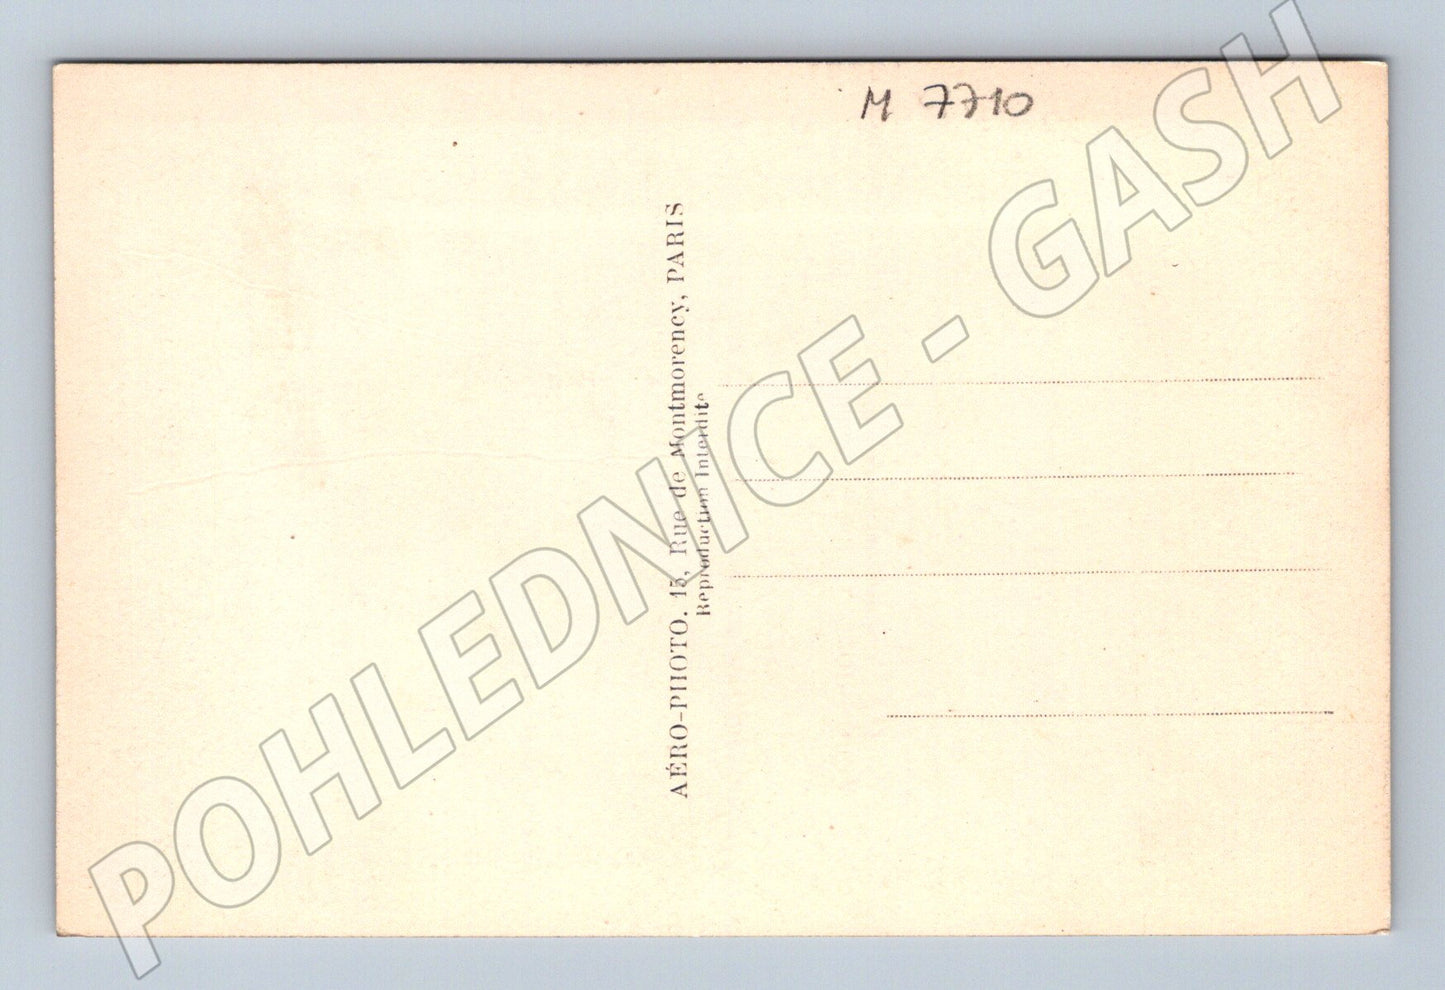 M 7710
AÉRO-PHOTO. 15, Rue de Montmorency, PARIS
Reproduction Interdite
POHLEDNICE - GASH